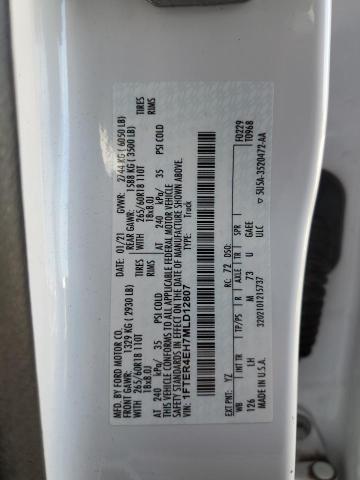 MFD. BY FORD MOTOR CO.
DATE: 01/21 GVWR: 2744 KG ( 6050 LB)
FRONT GAWR: 1329 KG ( 2930 LB) REAR GAWR: 1588 KG ( 3500 LB)
WITH 265/60R18 110T TIRES WITH 265/60R18 110T TIRES
18x8.0J RIMS 18x8.0J RIMS
AT 240 kPa/ 35 PSI COLD AT 240 kPa/ 35 PSI COLD
THIS VEHICLE CONFORMS TO ALL APPLICABLE FEDERAL MOTOR VEHICLE
SAFETY STANDARDS IN EFFECT ON THE DATE OF MANUFACTURE SHOWN ABOVE.
VIN: 1FTER4EH7MLD12807
TYPE: Truck
F0229
T0968
EXT PNT: YZ RC: 72 DSO:
WB INT TR TP/PS R AXLE TR SPR
126 LH M 73 U GAEE
3202101215737 ULC
MADE IN U.S.A. ▽ 5U5A-3520472-AA